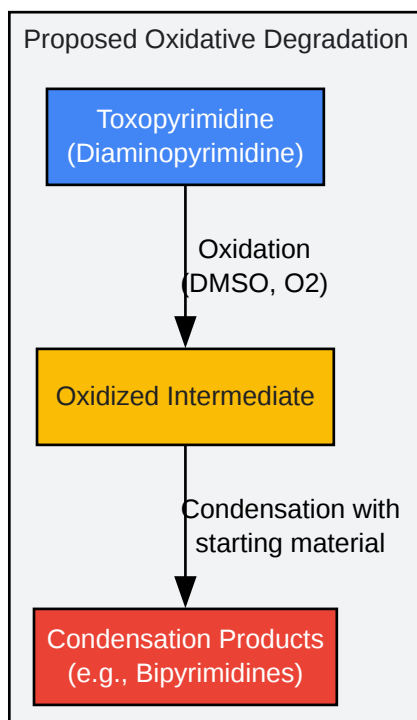 Proposed Oxidative Degradation
Toxopyrimidine
(Diaminopyrimidine)
Oxidation
(DMSO, O2)
Oxidized Intermediate
Condensation with
starting material
Condensation Products
(e.g., Bipyrimidines)